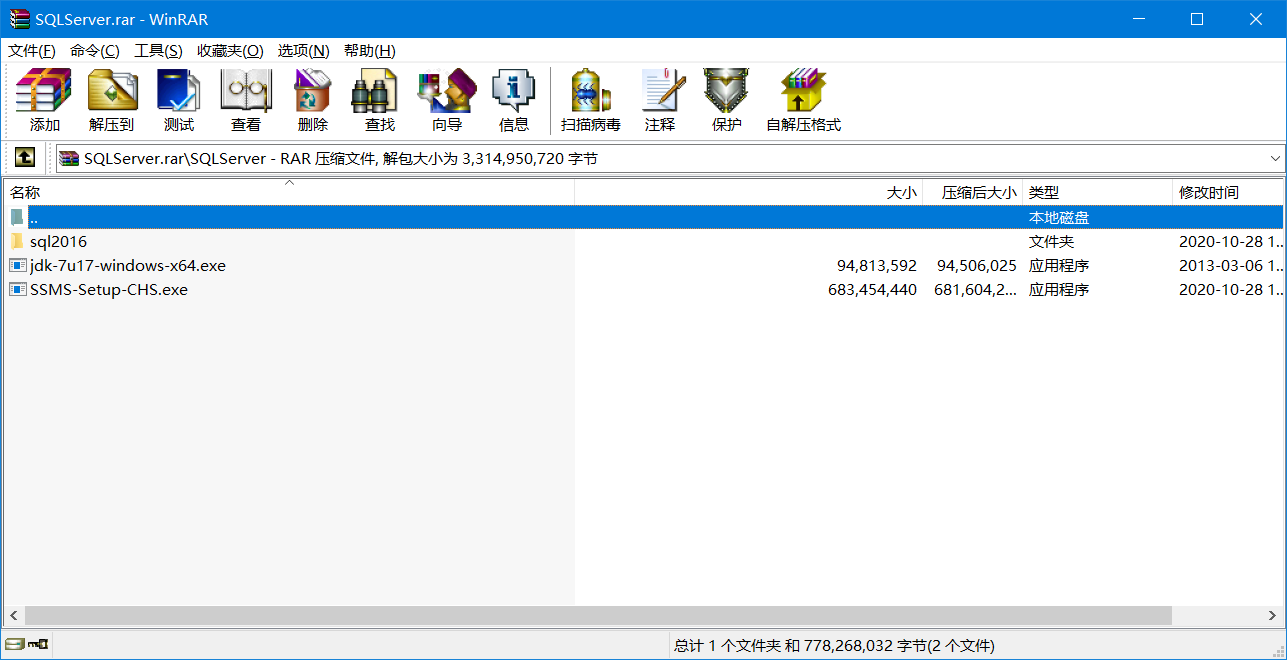 SQLServer.rar - WinRAR
文件(F) 命令(C) 工具(S) 收藏夹(O) 选项(N) 帮助(H)
添加 解压到 测试 查看 删除 查找 向导 信息 扫描病毒 注释 保护 自解压格式
SQLServer.rar\SQLServer - RAR 压缩文件, 解包大小为 3,314,950,720 字节
名称 大小 压缩后大小 类型 修改时间
.. 本地磁盘
sql2016 文件夹 2020-10-28 1...
jdk-7u17-windows-x64.exe 94,813,592 94,506,025 应用程序 2013-03-06 1...
SSMS-Setup-CHS.exe 683,454,440 681,604,2... 应用程序 2020-10-28 1...
总计 1 个文件夹 和 778,268,032 字节(2 个文件)